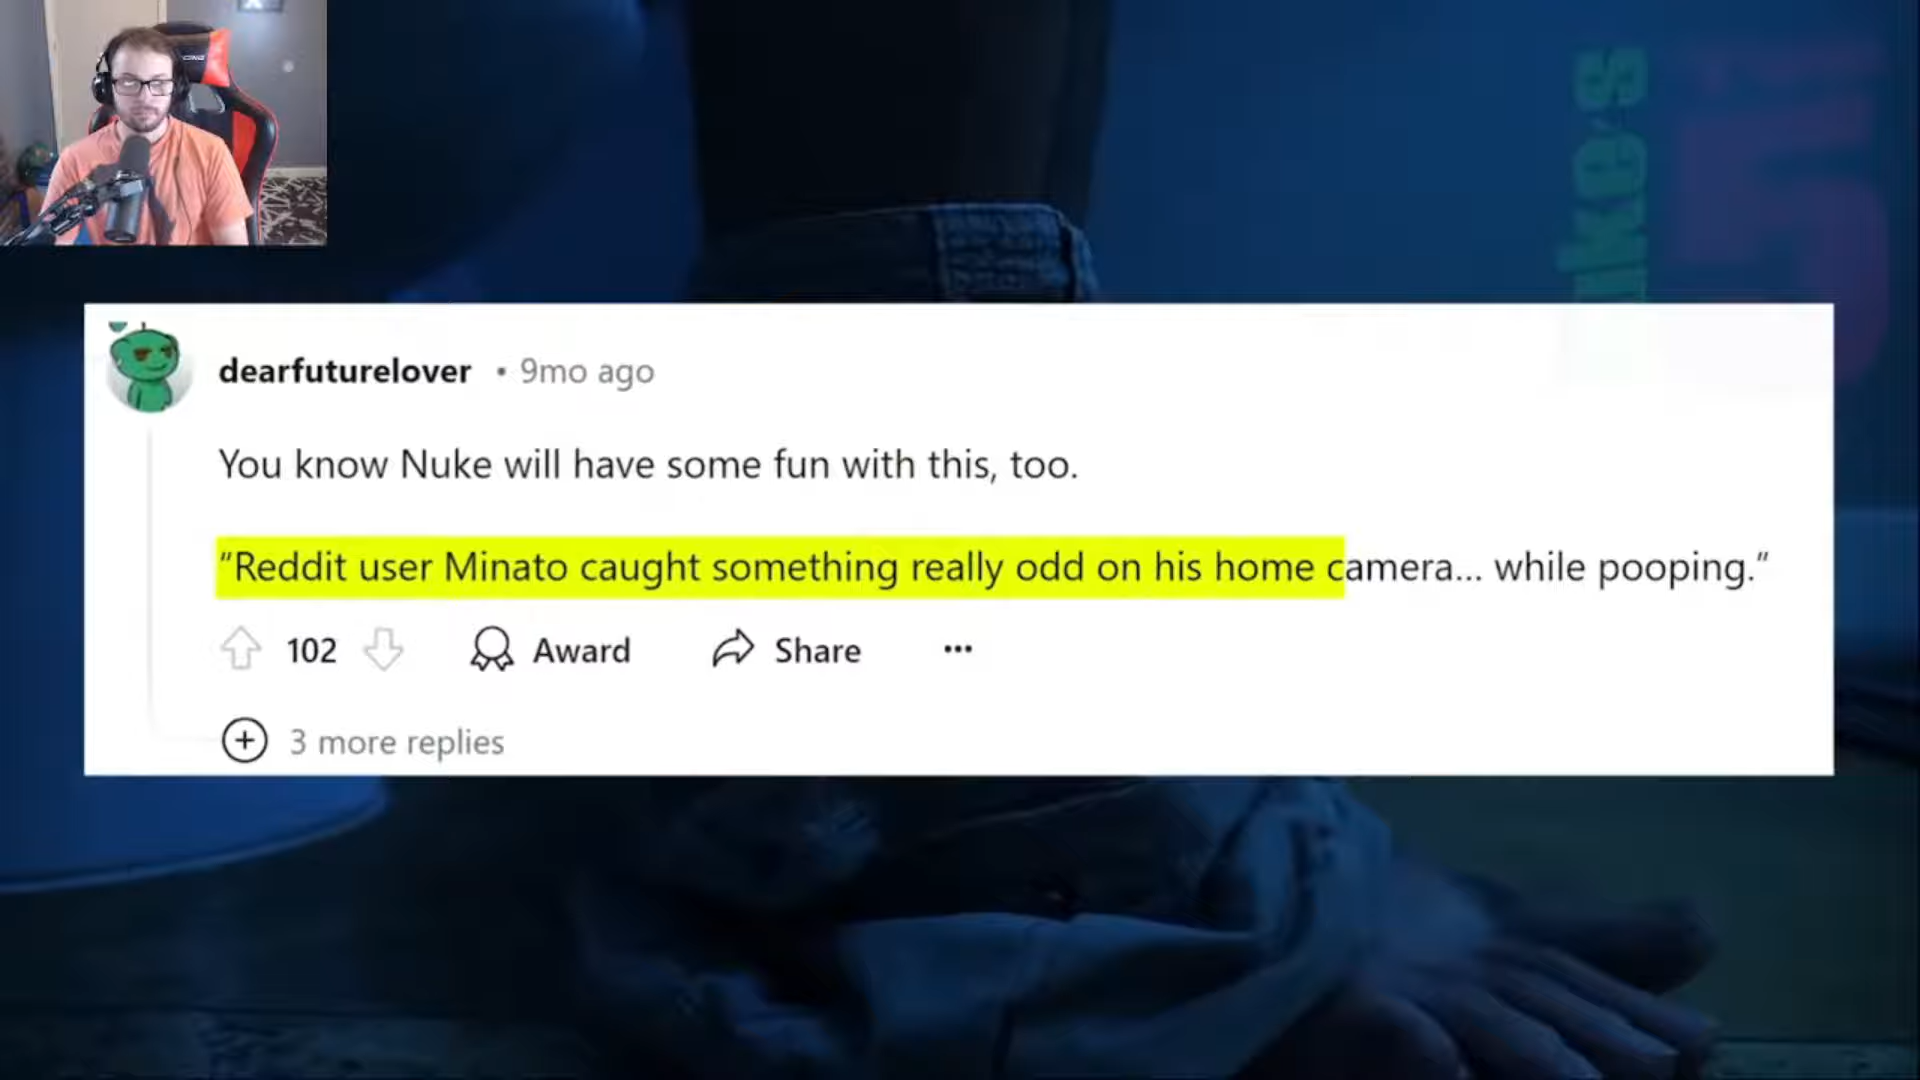 dearfuturelover • 9mo ago
You know Nuke will have some fun with this, too.
“Reddit user Minato caught something really odd on his home camera... while pooping.”
102 Award Share ...
3 more replies